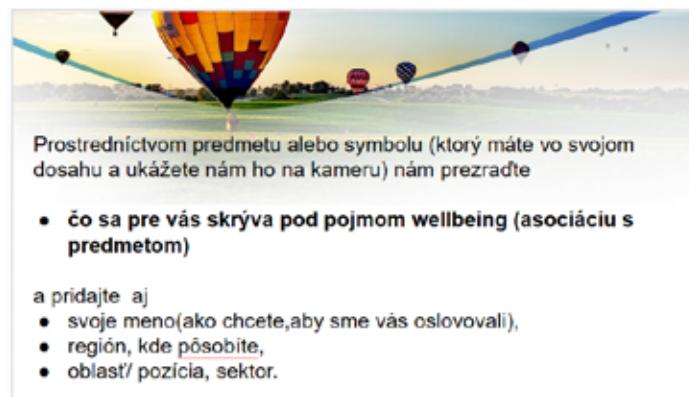 Prostredníctvom predmetu alebo symbolu (ktorý máte vo svojom
dosahu a ukážete nám ho na kameru) nám prezraďte
● čo sa pre vás skrýva pod pojmom wellbeing (asociáciu s
predmetom)
a pridajte aj
● svoje meno(ako chcete,aby sme vás oslovovali),
● región, kde pôsobite,
● oblasť/ pozícia, sektor.